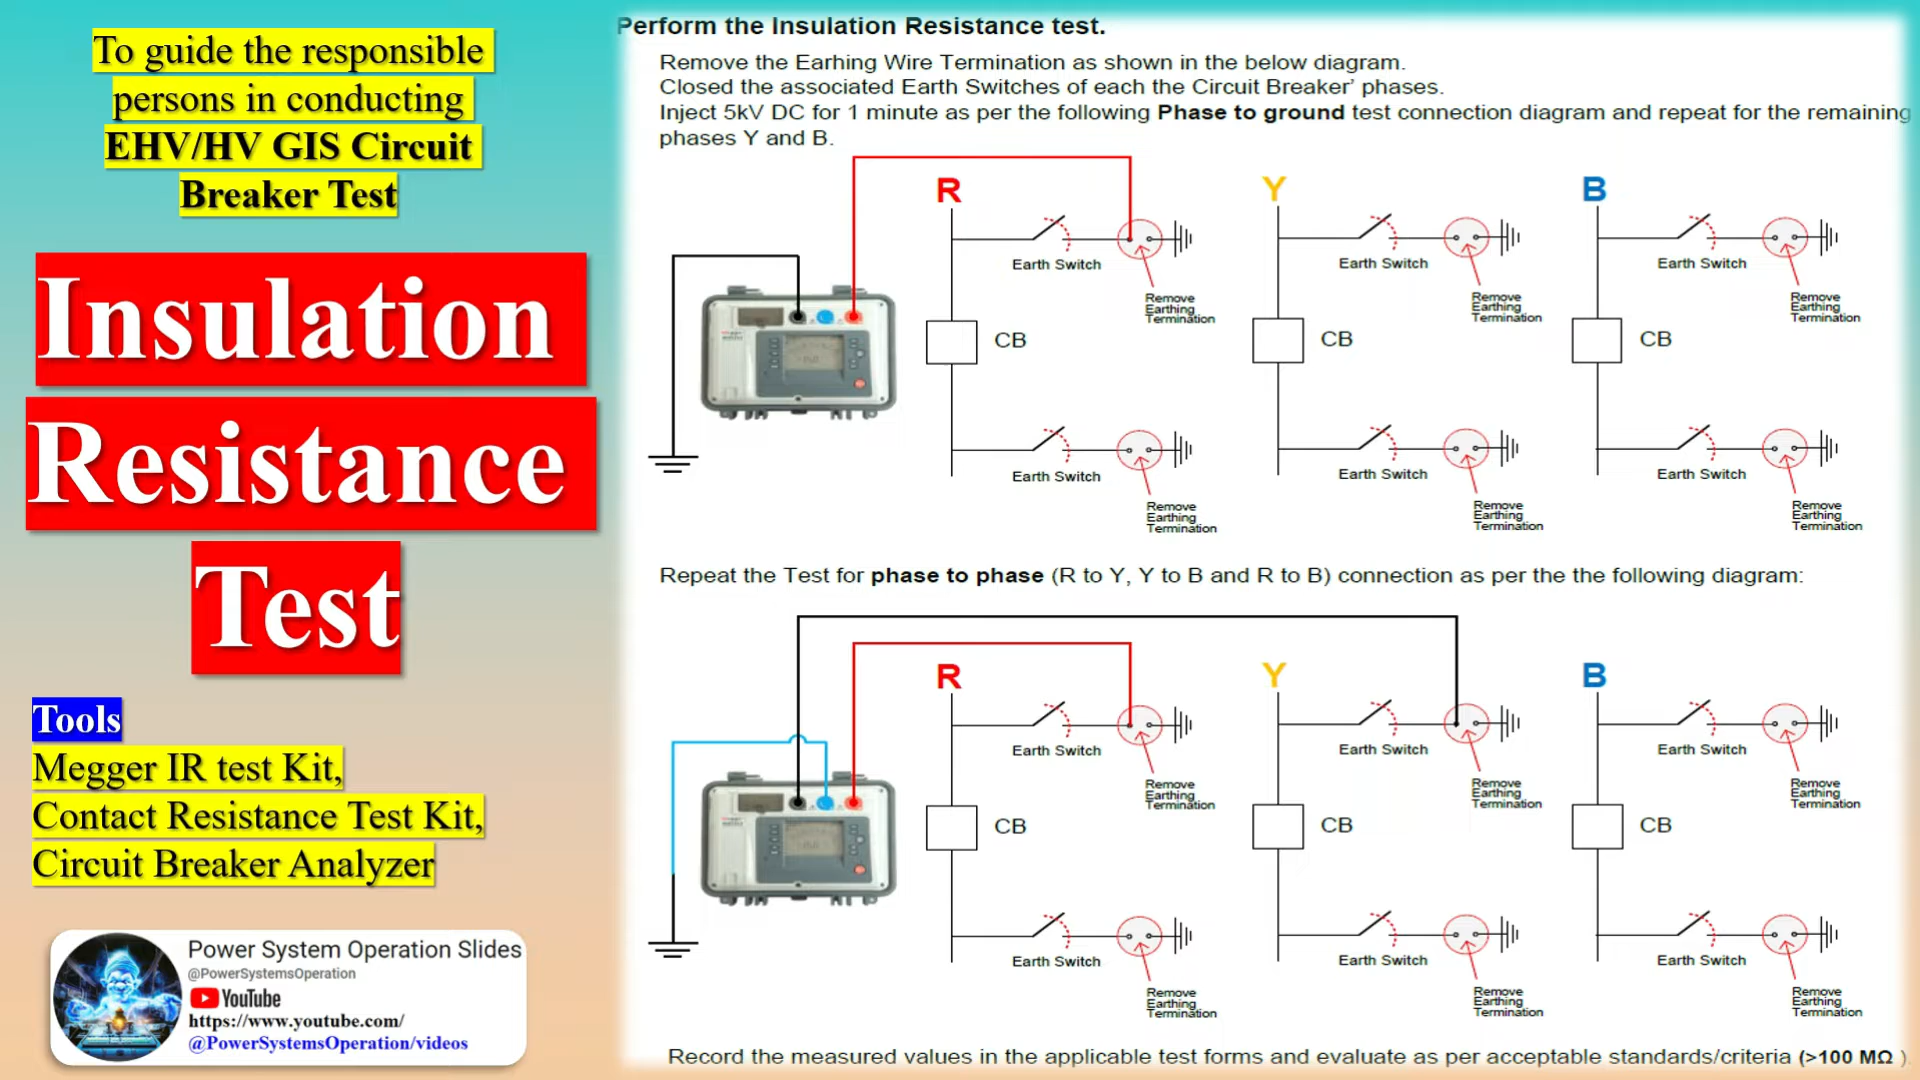 To guide the responsible
persons in conducting
EHV/HV GIS Circuit
Breaker Test
Insulation
Resistance
Test
Tools
Megger IR test Kit,
Contact Resistance Test Kit,
Circuit Breaker Analyzer
Power System Operation Slides
@PowerSystemsOperation
YouTube
https://www.youtube.com/
@PowerSystemsOperation/videos
Perform the Insulation Resistance test.
Remove the Earhing Wire Termination as shown in the below diagram.
Closed the associated Earth Switches of each the Circuit Breaker' phases.
Inject 5kV DC for 1 minute as per the following Phase to ground test connection diagram and repeat for the remaining
phases Y and B.
R
Y
B
Earth Switch
Earth Switch
Earth Switch
Remove
Earthing
Termination
Remove
Earthing
Termination
Remove
Earthing
Termination
CB
CB
CB
Earth Switch
Earth Switch
Earth Switch
Remove
Earthing
Termination
Remove
Earthing
Termination
Remove
Earthing
Termination
Repeat the Test for phase to phase (R to Y, Y to B and R to B) connection as per the the following diagram:
R
Y
B
Earth Switch
Earth Switch
Earth Switch
Remove
Earthing
Termination
Remove
Earthing
Termination
Remove
Earthing
Termination
CB
CB
CB
Earth Switch
Earth Switch
Earth Switch
Remove
Earthing
Termination
Remove
Earthing
Termination
Remove
Earthing
Termination
Record the measured values in the applicable test forms and evaluate as per acceptable standards/criteria (>100 MΩ ).